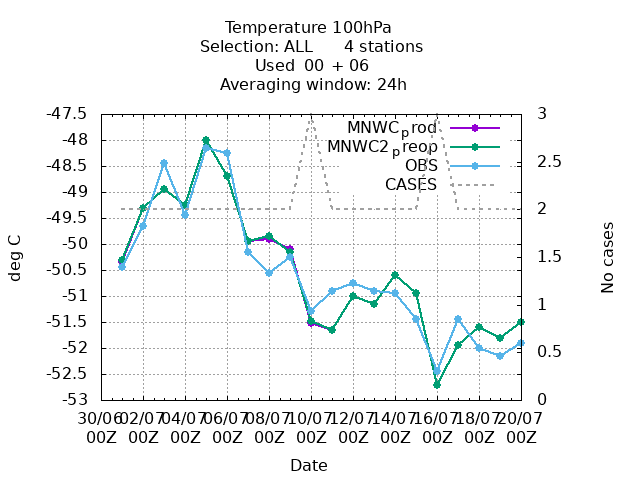 Temperature 100hPa
Selection: ALL 4 stations
Used 00 + 06
Averaging window: 24h
-47.5
-48
-48.5
-49
-49.5
-50
-50.5
-51
-51.5
-52
-52.5
-53
deg C
MNWC_prod
MNWC2_preop
OBS
CASES
3
2.5
2
1.5
1
0.5
0
No cases
30/06 02/07 04/07 06/07 08/07 10/07 12/07 14/07 16/07 18/07 20/07
00Z 00Z 00Z 00Z 00Z 00Z 00Z 00Z 00Z 00Z 00Z
Date